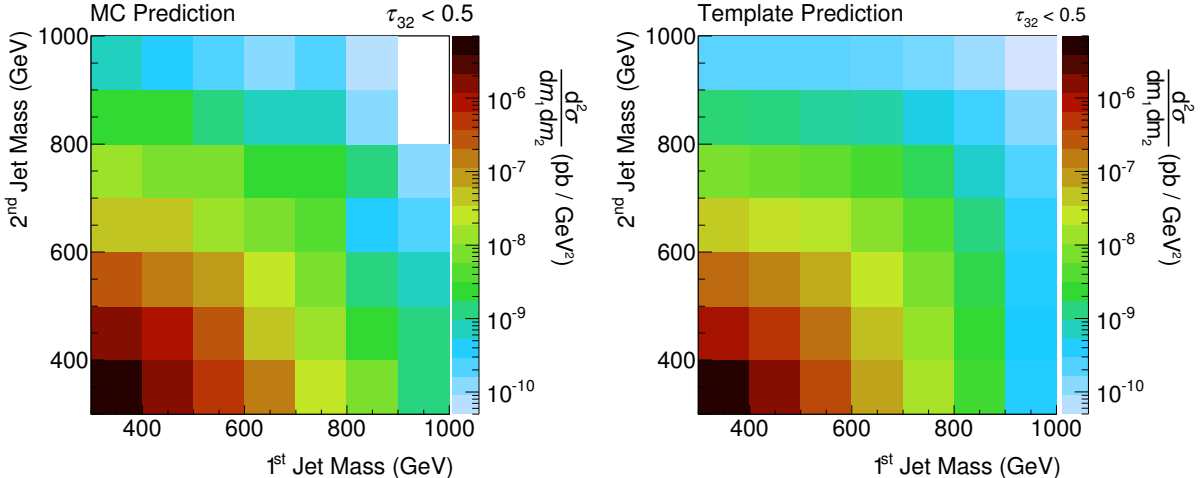 MC Prediction τ₃₂ < 0.5
2ⁿᵈ Jet Mass (GeV)
1000
800
600
400
400 600 800 1000
1ˢᵗ Jet Mass (GeV)
10⁻⁶
10⁻⁷
10⁻⁸
10⁻⁹
10⁻¹⁰
d²σ
dm₁dm₂
(pb / GeV²)
Template Prediction τ₃₂ < 0.5
2ⁿᵈ Jet Mass (GeV)
1000
800
600
400
400 600 800 1000
1ˢᵗ Jet Mass (GeV)
10⁻⁶
10⁻⁷
10⁻⁸
10⁻⁹
10⁻¹⁰
d²σ
dm₁dm₂
(pb / GeV²)